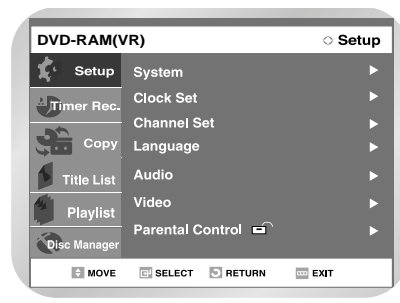 DVD-RAM(VR) Setup
Setup
Timer Rec.
Copy
Title List
Playlist
Disc Manager
System
Clock Set
Channel Set
Language
Audio
Video
Parental Control
MOVE SELECT RETURN EXIT